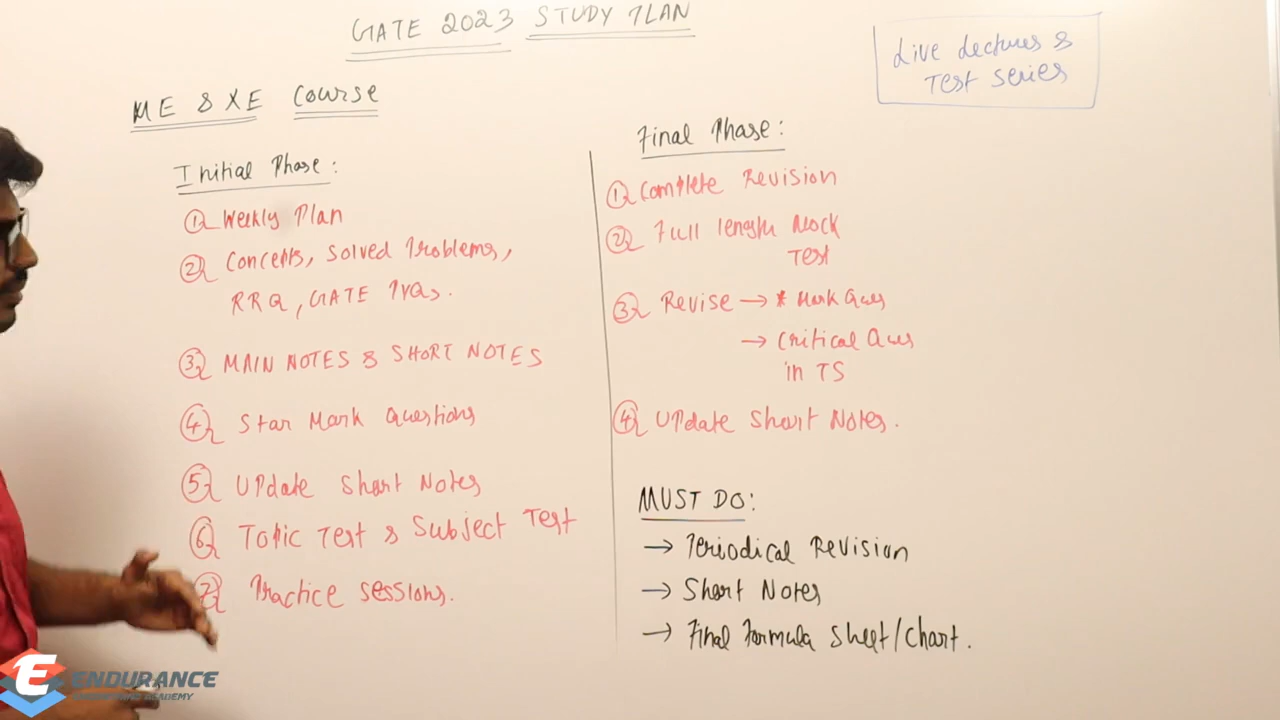 GATE 2023 STUDY PLAN
Live Lectures &
Test series
ME & XE Course
Initial Phase:
① Weekly Plan
② Concepts, Solved Problems,
RRQ, GATE PYQs.
③ MAIN NOTES & SHORT NOTES
④ Star Mark Questions
⑤ Update Short Notes
⑥ Topic Test & Subject Test
⑦ Practice Sessions.
Final Phase:
① Complete Revision
② Full length Mock
Test
③ Revise → * Mark Ques
→ Critical Ques
in TS
④ Update Short Notes.
MUST DO:
→ Periodical Revision
→ Short Notes
→ Final Formula Sheet/Chart.
E ENDURANCE
ENGINEERING ACADEMY